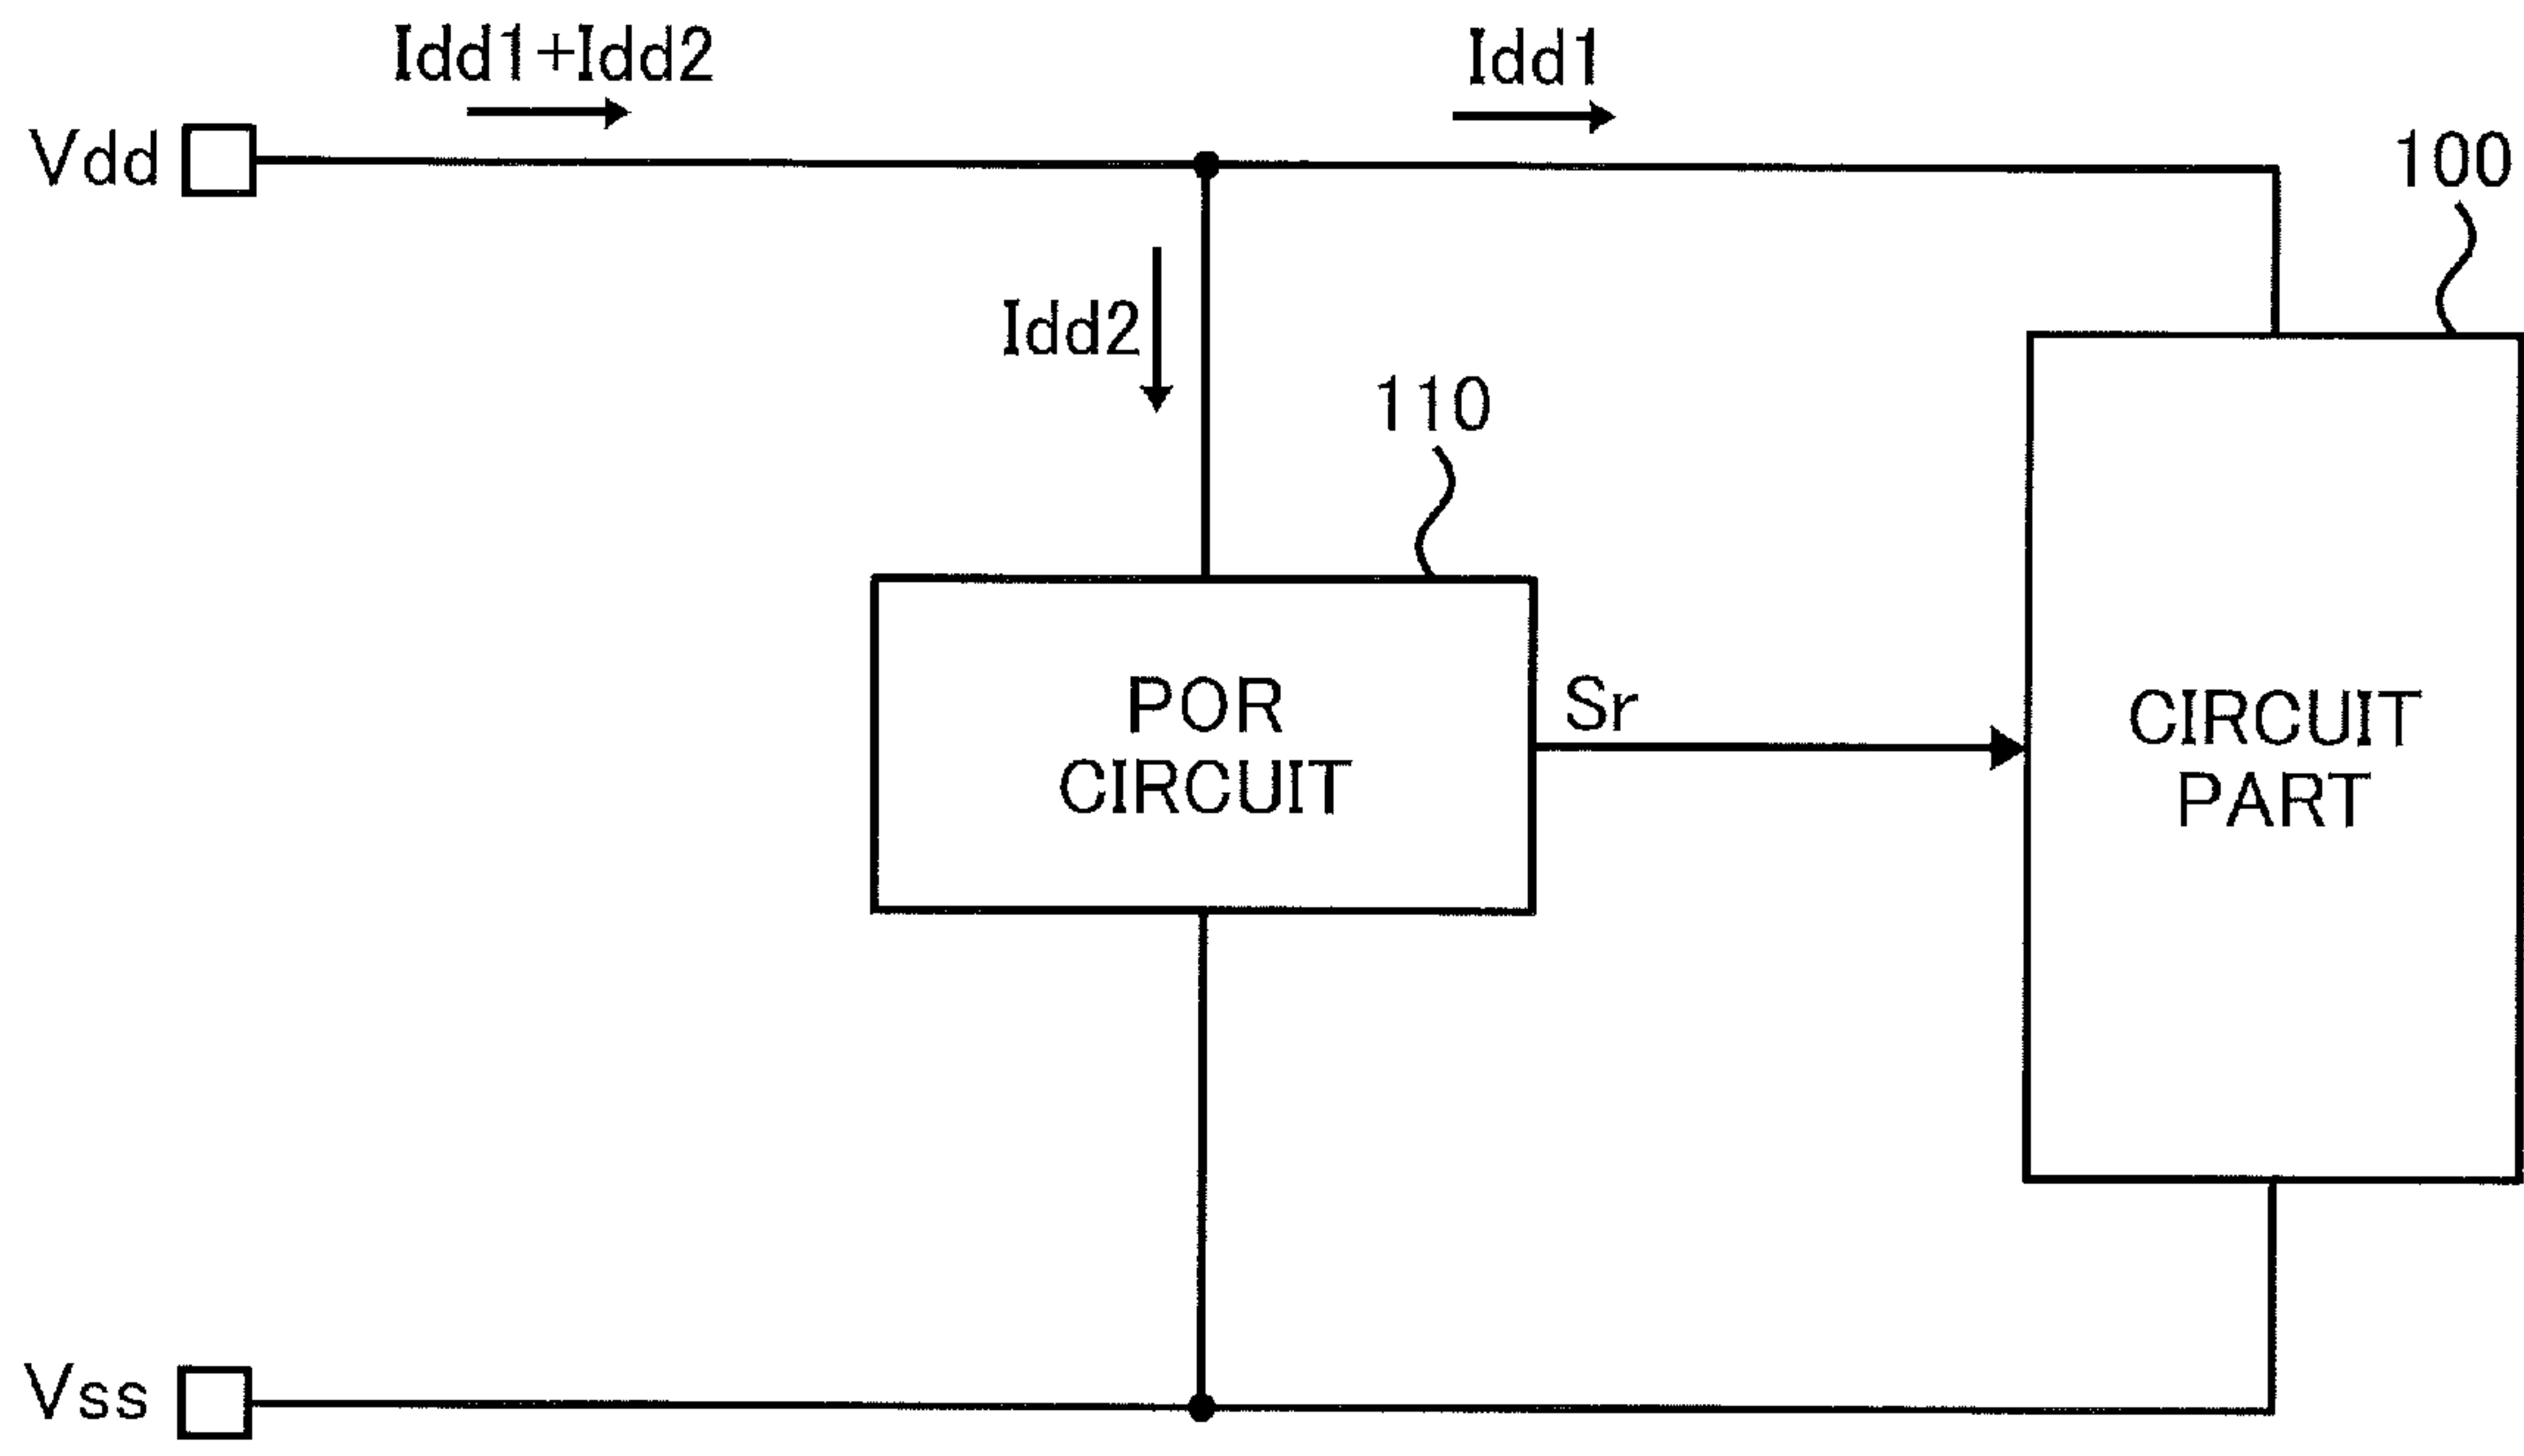 Idd1+Idd2
Idd1
Vdd
100
Idd2
110
POR
CIRCUIT
Sr
CIRCUIT
PART
Vss